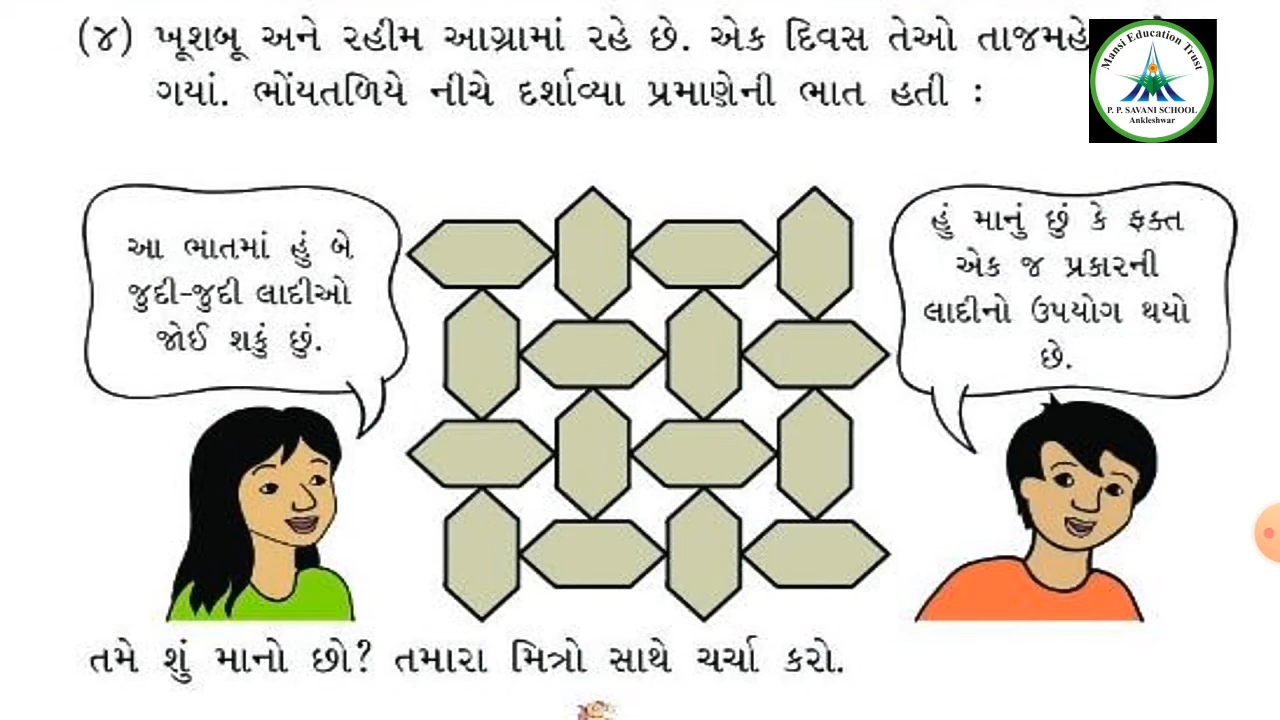 (૪) ખૂશબૂ અને રહીમ આગ્રામાં રહે છે. એક દિવસ તેઓ
ગયાં. ભોંયતળિયે નીચે દર્શાવ્યા પ્રમાણેની ભાત હતી :
Mansi Education Trust
P. P. SAVANI SCHOOL
Ankleshwar
આ ભાતમાં હું બે
જુદી-જુદી લાદીઓ
જોઈ શકું છું.
હું માનું છું કે ફક્ત
એક જ પ્રકારની
લાદીનો ઉપયોગ થયો
છે.
તમે શું માનો છો? તમારા મિત્રો સાથે ચર્ચા કરો.